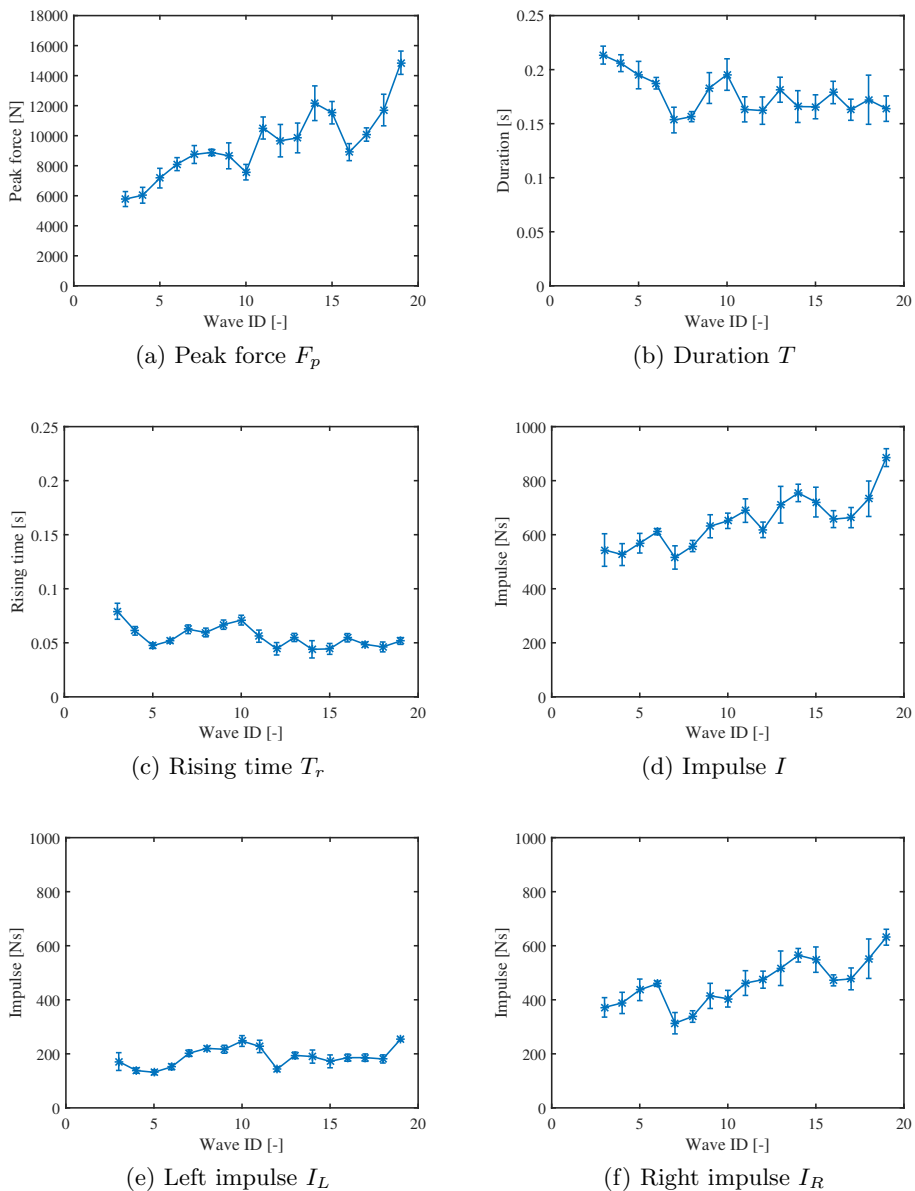 18000
16000
14000
12000
10000
8000
6000
4000
2000
0
Peak force [N]
0 5 10 15 20
Wave ID [-]
(a) Peak force F_p
0.25
0.2
0.15
0.1
0.05
0
Duration [s]
0 5 10 15 20
Wave ID [-]
(b) Duration T
0.25
0.2
0.15
0.1
0.05
0
Rising time [s]
0 5 10 15 20
Wave ID [-]
(c) Rising time T_r
1000
800
600
400
200
0
Impulse [Ns]
0 5 10 15 20
Wave ID [-]
(d) Impulse I
1000
800
600
400
200
0
Impulse [Ns]
0 5 10 15 20
Wave ID [-]
(e) Left impulse I_L
1000
800
600
400
200
0
Impulse [Ns]
0 5 10 15 20
Wave ID [-]
(f) Right impulse I_R